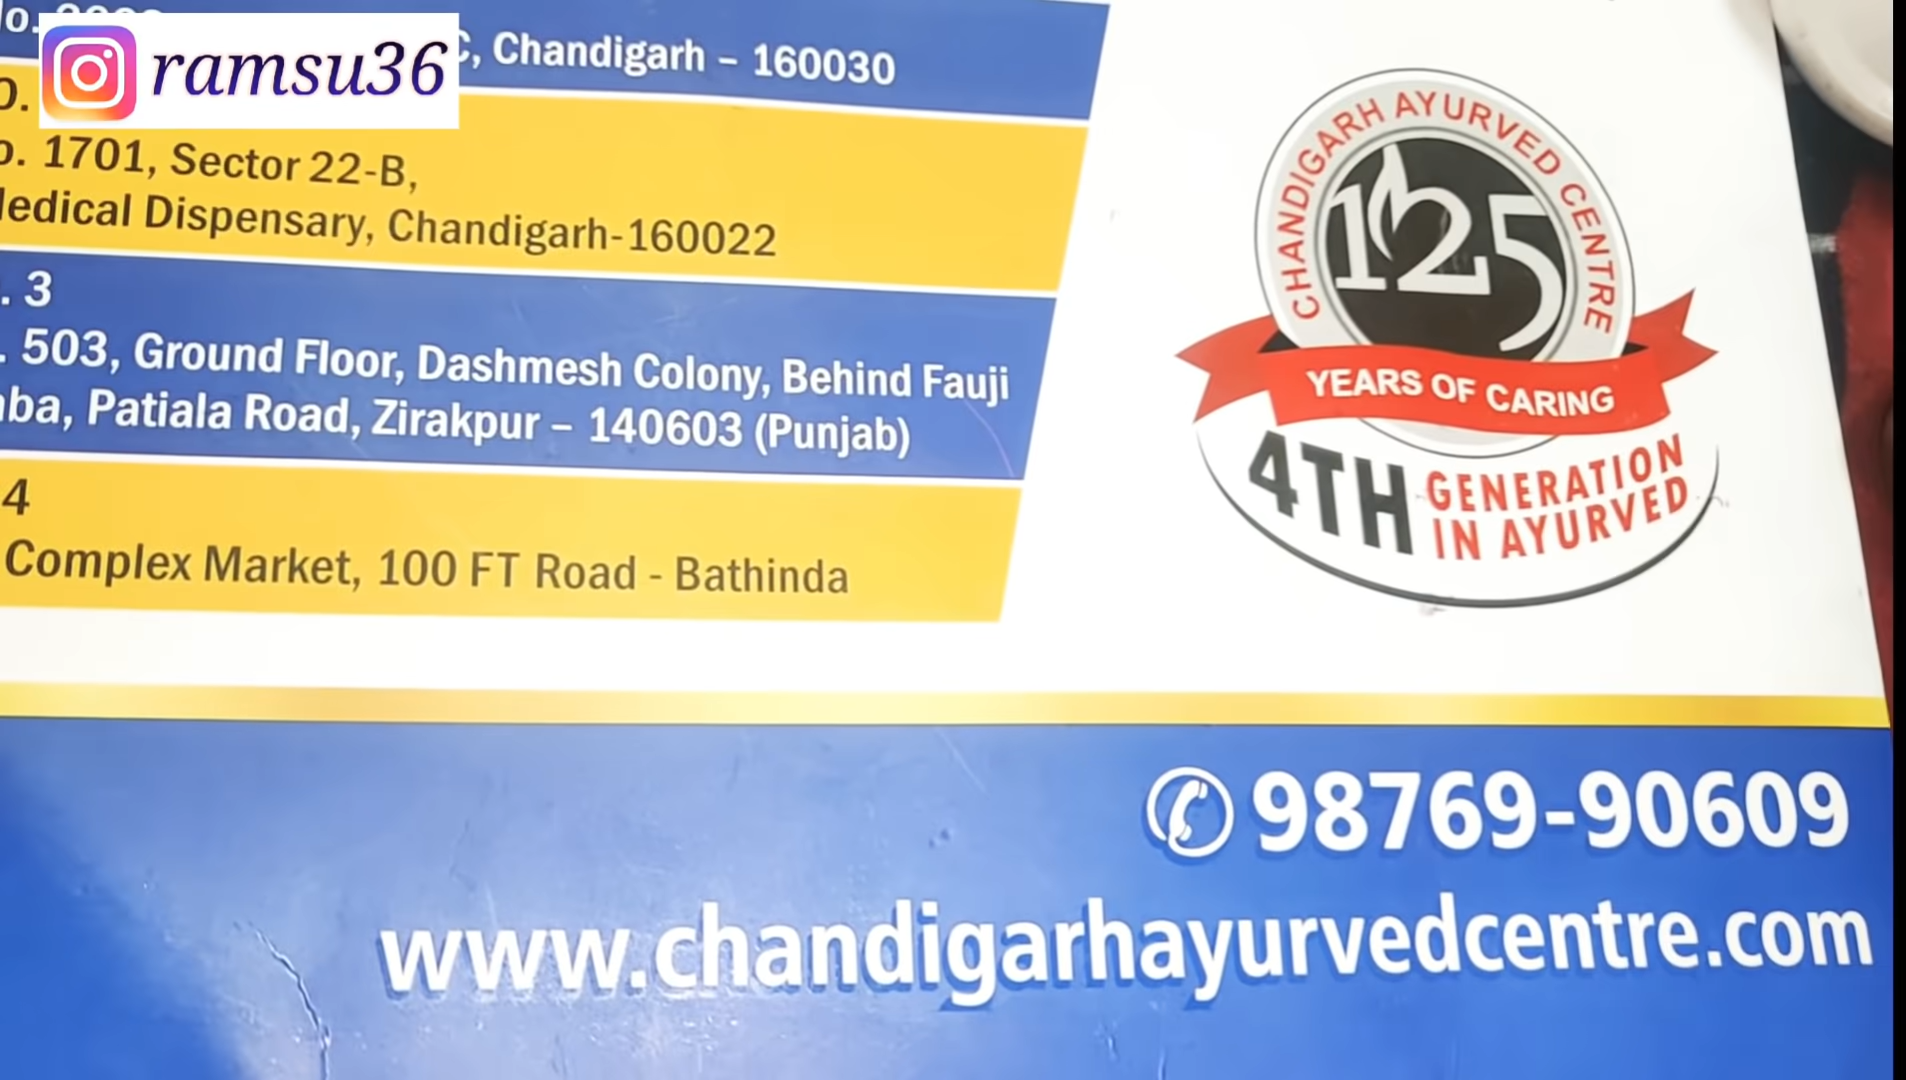 ramsu36
, Chandigarh – 160030
1701, Sector 22-B,
Dispensary, Chandigarh-160022
. 3
. 503, Ground Floor, Dashmesh Colony, Behind Fauji
Patiala Road, Zirakpur – 140603 (Punjab)
4
Complex Market, 100 FT Road - Bathinda
CHANDIGARH AYURVED CENTRE
125
YEARS OF CARING
4TH GENERATION
IN AYURVED
98769-90609
www.chandigarhayurvedcentre.com